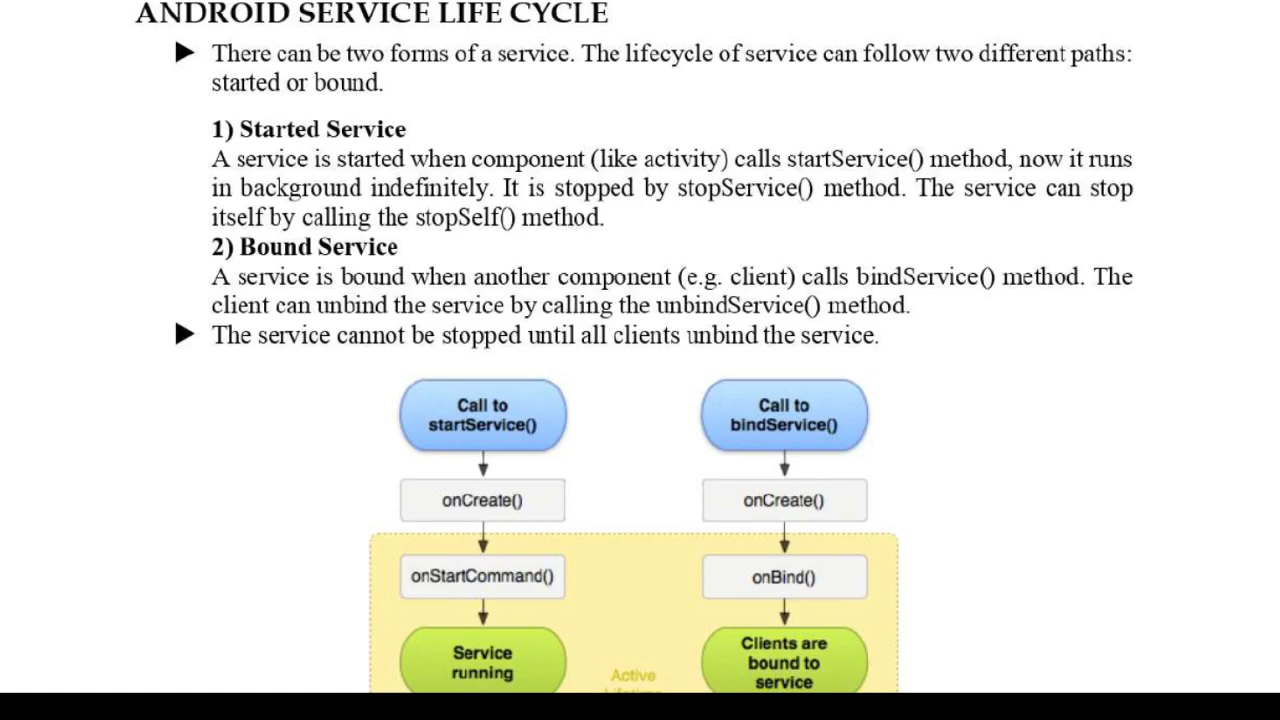 ANDROID SERVICE LIFE CYCLE
There can be two forms of a service. The lifecycle of service can follow two different paths:
started or bound.
1) Started Service
A service is started when component (like activity) calls startService() method, now it runs
in background indefinitely. It is stopped by stopService() method. The service can stop
itself by calling the stopSelf() method.
2) Bound Service
A service is bound when another component (e.g. client) calls bindService() method. The
client can unbind the service by calling the unbindService() method.
The service cannot be stopped until all clients unbind the service.
Call to
startService()
onCreate()
onStartCommand()
Service
running
Call to
bindService()
onCreate()
onBind()
Clients are
bound to
service
Active